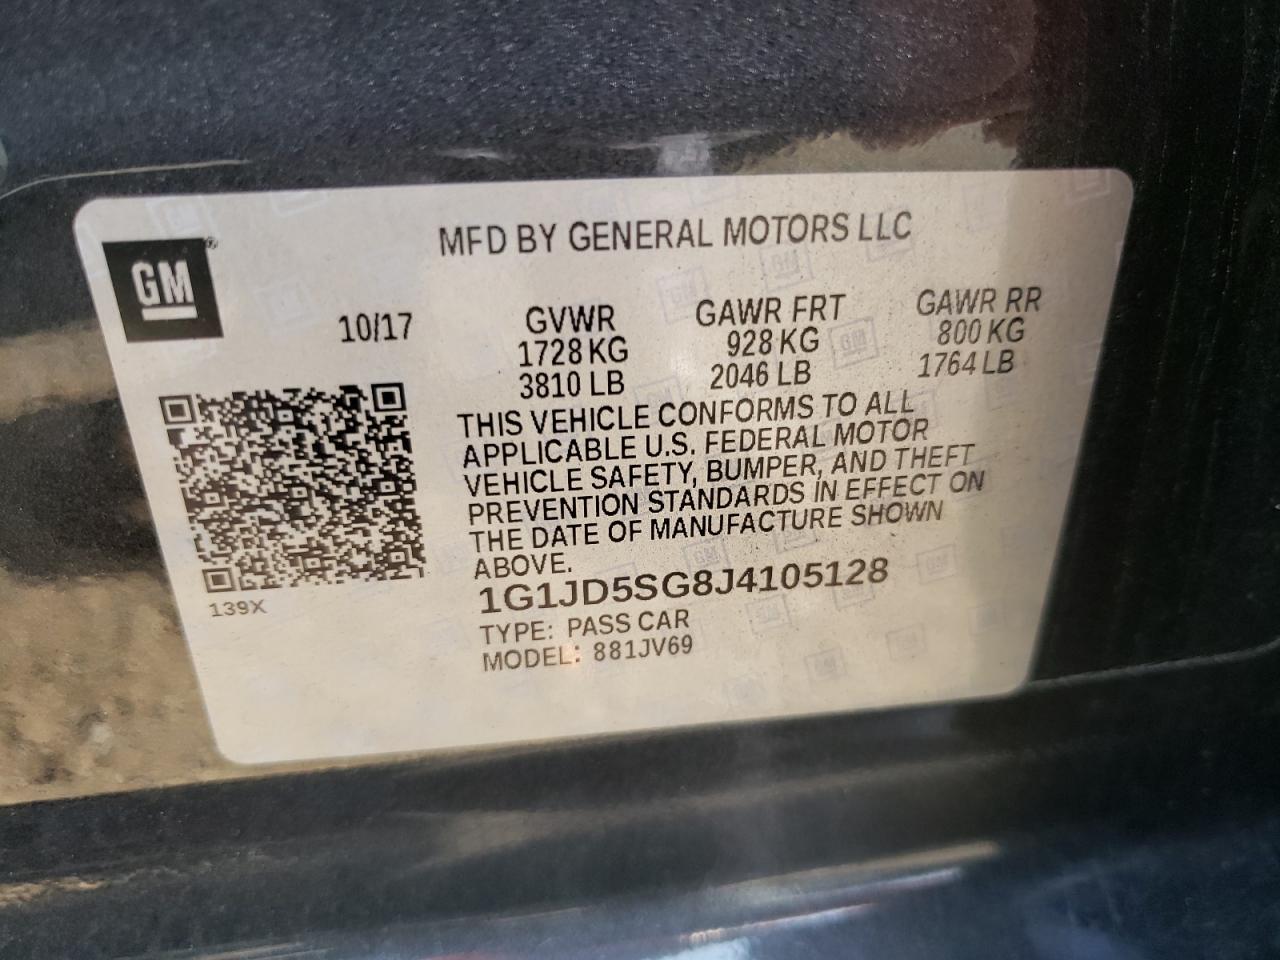 GM®
MFD BY GENERAL MOTORS LLC
10/17
GVWR
1728 KG
3810 LB
GAWR FRT
928 KG
2046 LB
GAWR RR
800 KG
1764 LB
THIS VEHICLE CONFORMS TO ALL
APPLICABLE U.S. FEDERAL MOTOR
VEHICLE SAFETY, BUMPER, AND THEFT
PREVENTION STANDARDS IN EFFECT ON
THE DATE OF MANUFACTURE SHOWN
ABOVE.
1G1JD5SG8J4105128
TYPE: PASS CAR
MODEL: 881JV69
139X